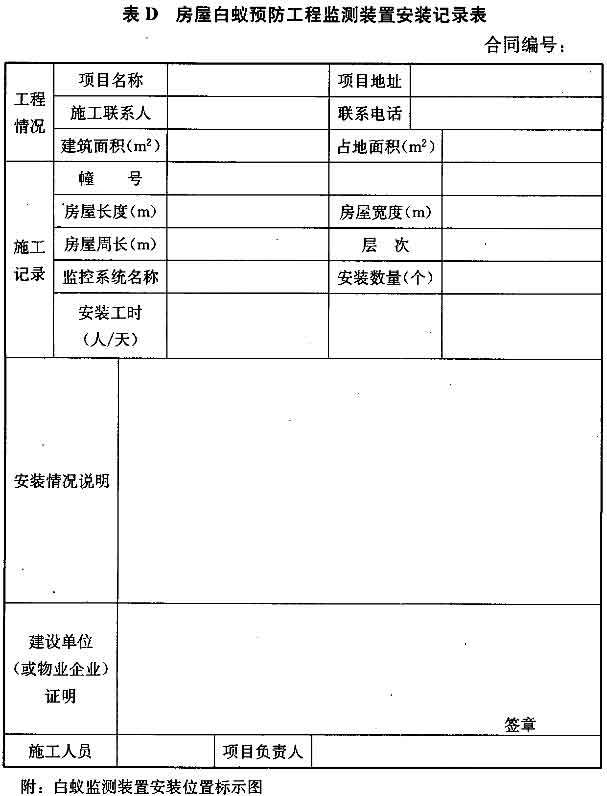 表 D 房屋白蚁预防工程监测装置安装记录表
合同编号：
工程
情况
项目名称
项目地址
施工联系人
联系电话
建筑面积(m²)
占地面积(m²)
施工
记录
幢 号
房屋长度(m)
房屋宽度(m)
房屋周长(m)
层 次
监控系统名称
安装数量(个)
安装工时
(人/天)
安装情况说明
建设单位
(或物业企业)
证明
签章
施工人员
项目负责人
附：白蚁监测装置安装位置标示图